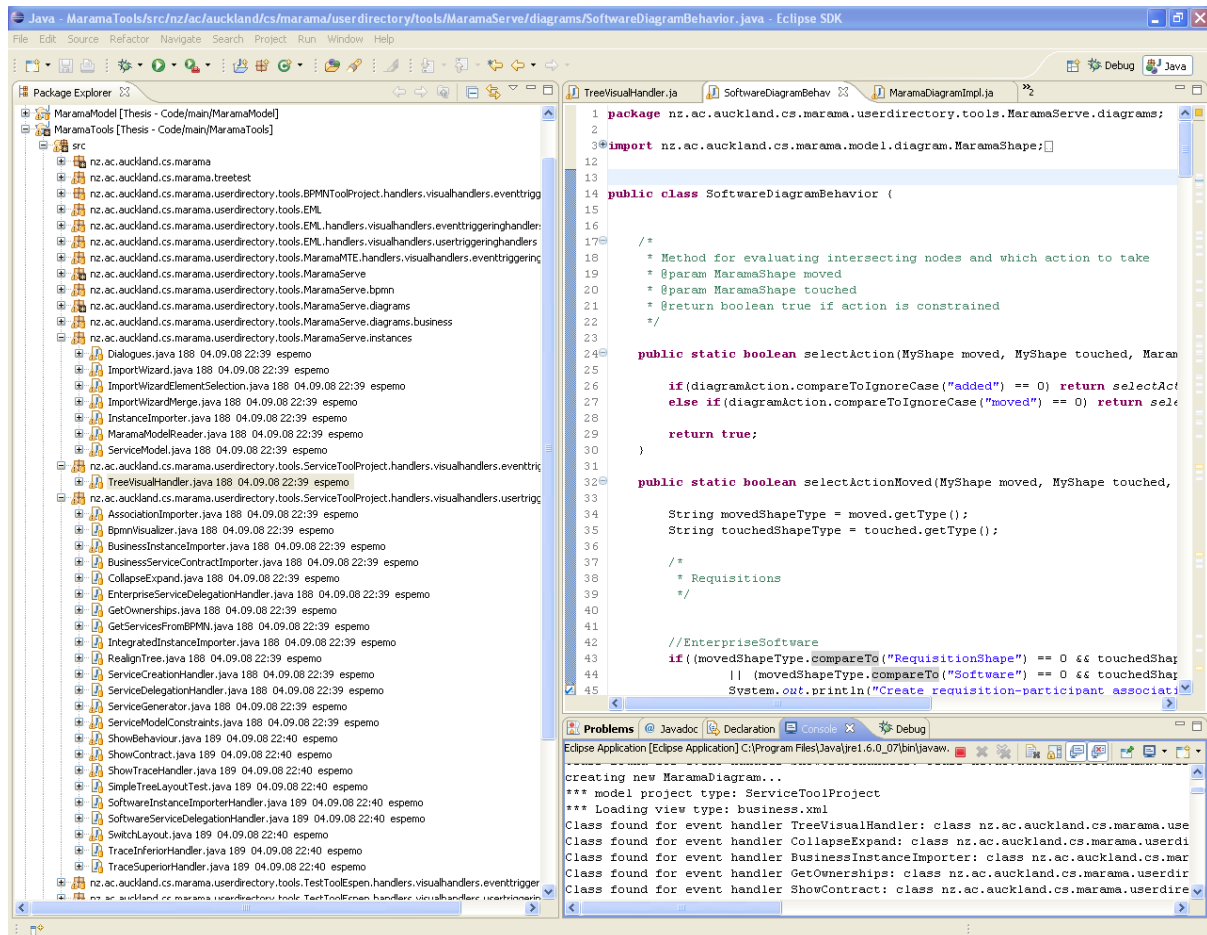 Java - MaramaTools/src/nz/ac/auckland/cs/marama/userdirectory/tools/MaramaServe/diagrams/SoftwareDiagramBehavior.java - Eclipse SDK
File Edit Source Refactor Navigate Search Project Run Window Help
Debug Java
Package Explorer
MaramaModel [Thesis - Code/main/MaramaModel]
MaramaTools [Thesis - Code/main/MaramaTools]
src
nz.ac.auckland.cs.marama
nz.ac.auckland.cs.marama.treetest
nz.ac.auckland.cs.marama.userdirectory.tools.BPMNToolProject.handlers.visualhandlers.eventtrigg
nz.ac.auckland.cs.marama.userdirectory.tools.EML
nz.ac.auckland.cs.marama.userdirectory.tools.EML.handlers.visualhandlers.eventtriggeringhandler:
nz.ac.auckland.cs.marama.userdirectory.tools.EML.handlers.visualhandlers.usertriggeringhandlers
nz.ac.auckland.cs.marama.userdirectory.tools.MaramaMTE.handlers.visualhandlers.eventtriggering
nz.ac.auckland.cs.marama.userdirectory.tools.MaramaServe
nz.ac.auckland.cs.marama.userdirectory.tools.MaramaServe.bpmn
nz.ac.auckland.cs.marama.userdirectory.tools.MaramaServe.diagrams
nz.ac.auckland.cs.marama.userdirectory.tools.MaramaServe.diagrams.business
nz.ac.auckland.cs.marama.userdirectory.tools.MaramaServe.instances
Dialogues.java 188 04.09.08 22:39 espemo
ImportWizard.java 188 04.09.08 22:39 espemo
ImportWizardElementSelection.java 188 04.09.08 22:39 espemo
ImportWizardMerge.java 188 04.09.08 22:39 espemo
InstanceImporter.java 188 04.09.08 22:39 espemo
MaramaModelReader.java 188 04.09.08 22:39 espemo
ServiceModel.java 188 04.09.08 22:39 espemo
nz.ac.auckland.cs.marama.userdirectory.tools.ServiceToolProject.handlers.visualhandlers.eventtrig
TreeVisualHandler.java 188 04.09.08 22:39 espemo
nz.ac.auckland.cs.marama.userdirectory.tools.ServiceToolProject.handlers.visualhandlers.usertrigg
AssociationImporter.java 188 04.09.08 22:39 espemo
BpmnVisualizer.java 188 04.09.08 22:39 espemo
BusinessInstanceImporter.java 188 04.09.08 22:39 espemo
BusinessServiceContractImporter.java 188 04.09.08 22:39 espemo
CollapseExpand.java 188 04.09.08 22:39 espemo
EnterpriseServiceDelegationHandler.java 188 04.09.08 22:39 espemo
GetOwnerships.java 188 04.09.08 22:39 espemo
GetServicesFromBPMN.java 188 04.09.08 22:39 espemo
IntegratedInstanceImporter.java 188 04.09.08 22:39 espemo
RealignTree.java 188 04.09.08 22:39 espemo
ServiceCreationHandler.java 188 04.09.08 22:39 espemo
ServiceDelegationHandler.java 188 04.09.08 22:39 espemo
ServiceGenerator.java 188 04.09.08 22:39 espemo
ServiceModelConstraints.java 188 04.09.08 22:39 espemo
ShowBehaviour.java 189 04.09.08 22:40 espemo
ShowContract.java 189 04.09.08 22:40 espemo
ShowTraceHandler.java 189 04.09.08 22:40 espemo
SimpleTreeLayoutTest.java 189 04.09.08 22:40 espemo
SoftwareInstanceImporterHandler.java 189 04.09.08 22:40 espemo
SoftwareServiceDelegationHandler.java 189 04.09.08 22:40 espemo
SwitchLayout.java 189 04.09.08 22:40 espemo
TraceInferiorHandler.java 189 04.09.08 22:40 espemo
TraceSuperiorHandler.java 189 04.09.08 22:40 espemo
nz.ac.auckland.cs.marama.userdirectory.tools.TestToolEspen.handlers.visualhandlers.eventtrigger
nz.ac.auckland.cs.marama.userdirectory.tools.TestToolEspen.handlers.visualhandlers.usertriggerin
TreeVisualHandler.ja SoftwareDiagramBehav MaramaDiagramImpl.ja »2
1 package nz.ac.auckland.cs.marama.userdirectory.tools.MaramaServe.diagrams;
2
3 import nz.ac.auckland.cs.marama.model.diagram.MaramaShape;
12
13
14 public class SoftwareDiagramBehavior {
15
16
17 /*
18 * Method for evaluating intersecting nodes and which action to take
19 * @param MaramaShape moved
20 * @param MaramaShape touched
21 * @return boolean true if action is constrained
22 */
23
24 public static boolean selectAction(MyShape moved, MyShape touched, Maram
25
26 if(diagramAction.compareToIgnoreCase("added") == 0) return selectAct
27 else if(diagramAction.compareToIgnoreCase("moved") == 0) return sele
28
29 return true;
30 }
31
32 public static boolean selectActionMoved(MyShape moved, MyShape touched,
33
34 String movedShapeType = moved.getType();
35 String touchedShapeType = touched.getType();
36
37 /*
38 * Requisitions
39 */
40
41
42 //EnterpriseSoftware
43 if((movedShapeType.compareTo("RequisitionShape") == 0 && touchedShap
44 || (movedShapeType.compareTo("Software") == 0 && touchedShap
45 System.out.println("Create requisition-participant associati
Problems Javadoc Declaration Console Debug
Eclipse Application [Eclipse Application] C:\Program Files\Java\jre1.6.0_07\bin\javaw.
creating new MaramaDiagram...
*** model project type: ServiceToolProject
*** Loading view type: business.xml
Class found for event handler TreeVisualHandler: class nz.ac.auckland.cs.marama.use
Class found for event handler CollapseExpand: class nz.ac.auckland.cs.marama.userdi
Class found for event handler BusinessInstanceImporter: class nz.ac.auckland.cs.mar
Class found for event handler GetOwnerships: class nz.ac.auckland.cs.marama.userdir
Class found for event handler ShowContract: class nz.ac.auckland.cs.marama.userdire